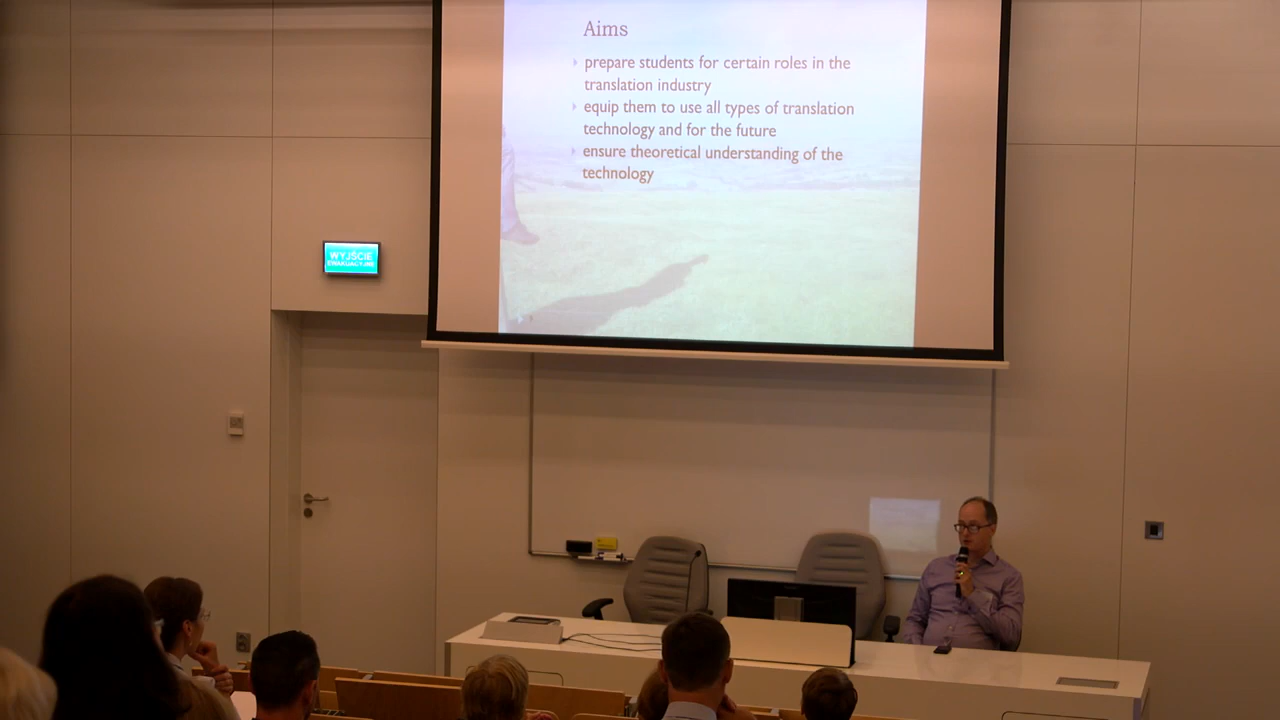 Aims
prepare students for certain roles in the
translation industry
equip them to use all types of translation
technology and for the future
ensure theoretical understanding of the
technology
WYJŚCIE
EWAKUACYJNE